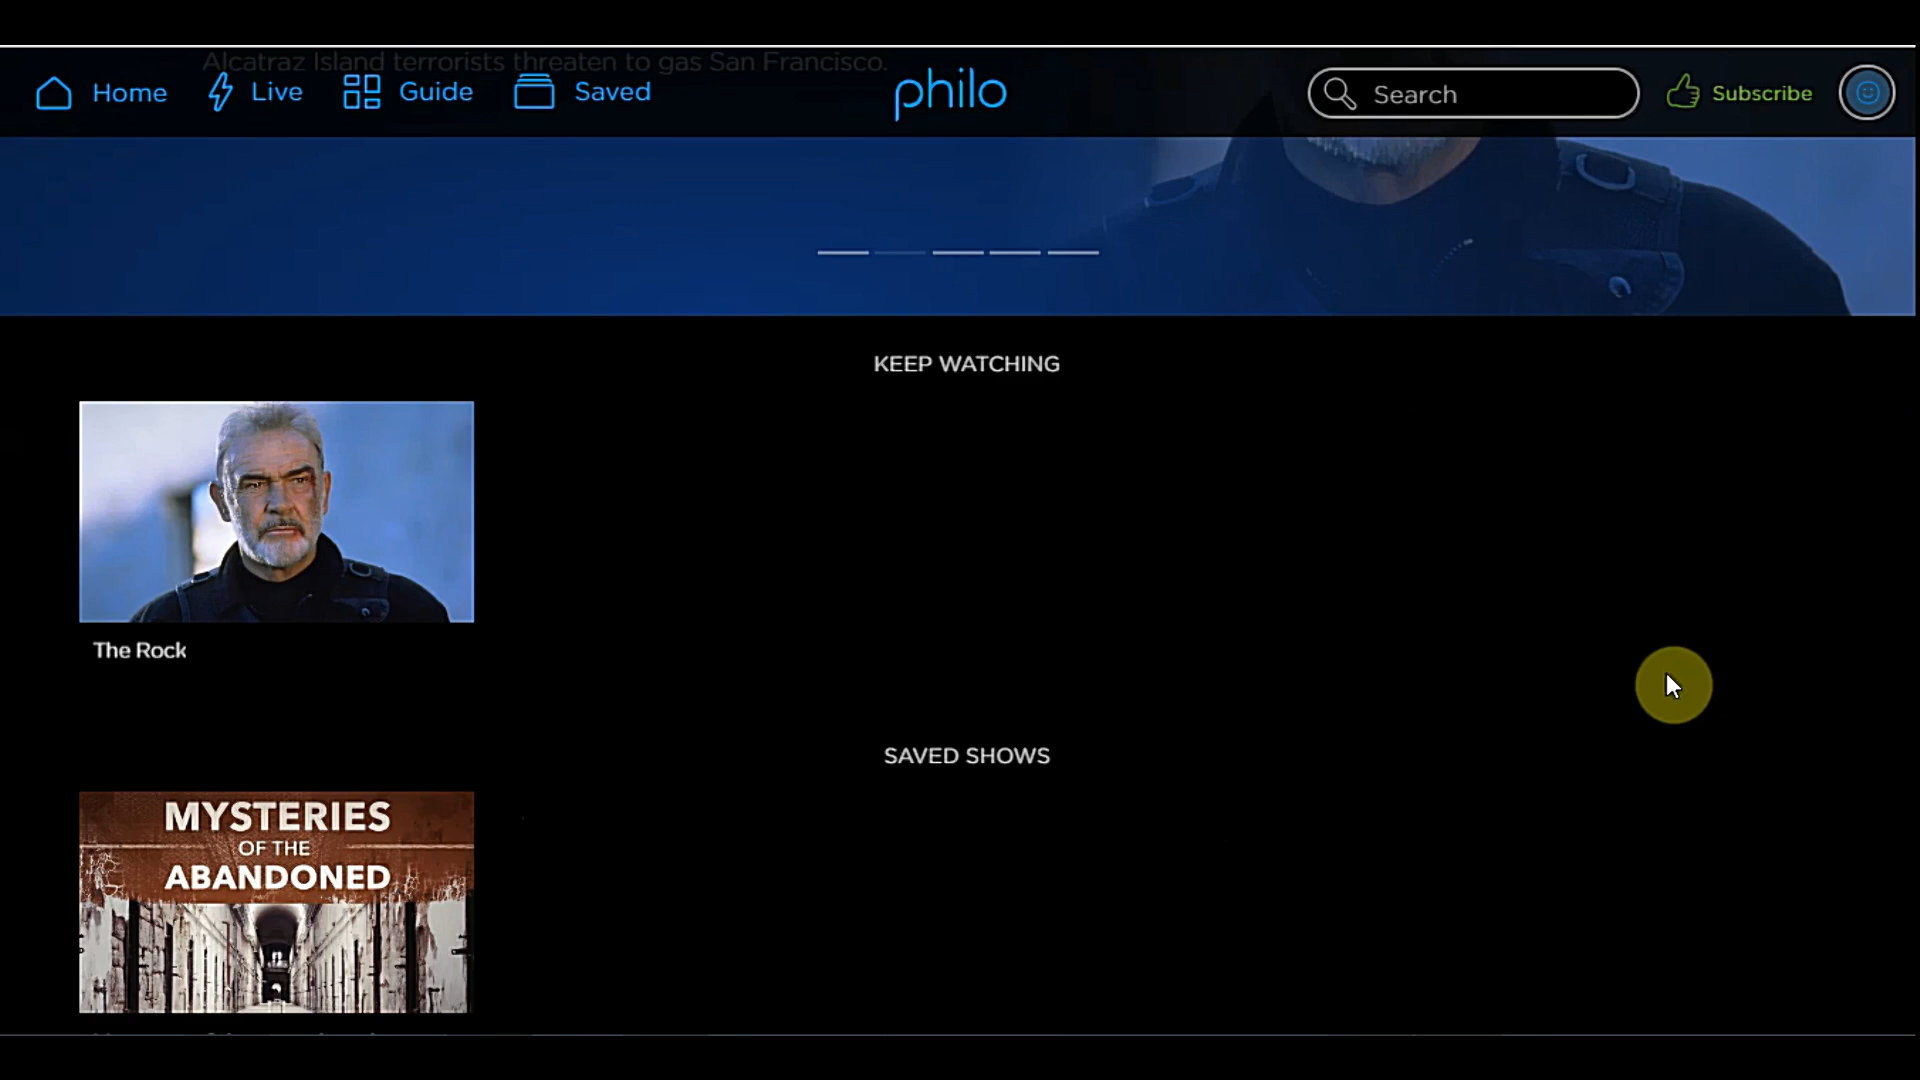 Alcatraz Island terrorists threaten to gas San Francisco.
Home Live Guide Saved philo Search Subscribe
KEEP WATCHING
The Rock
SAVED SHOWS
MYSTERIES
OF THE
ABANDONED